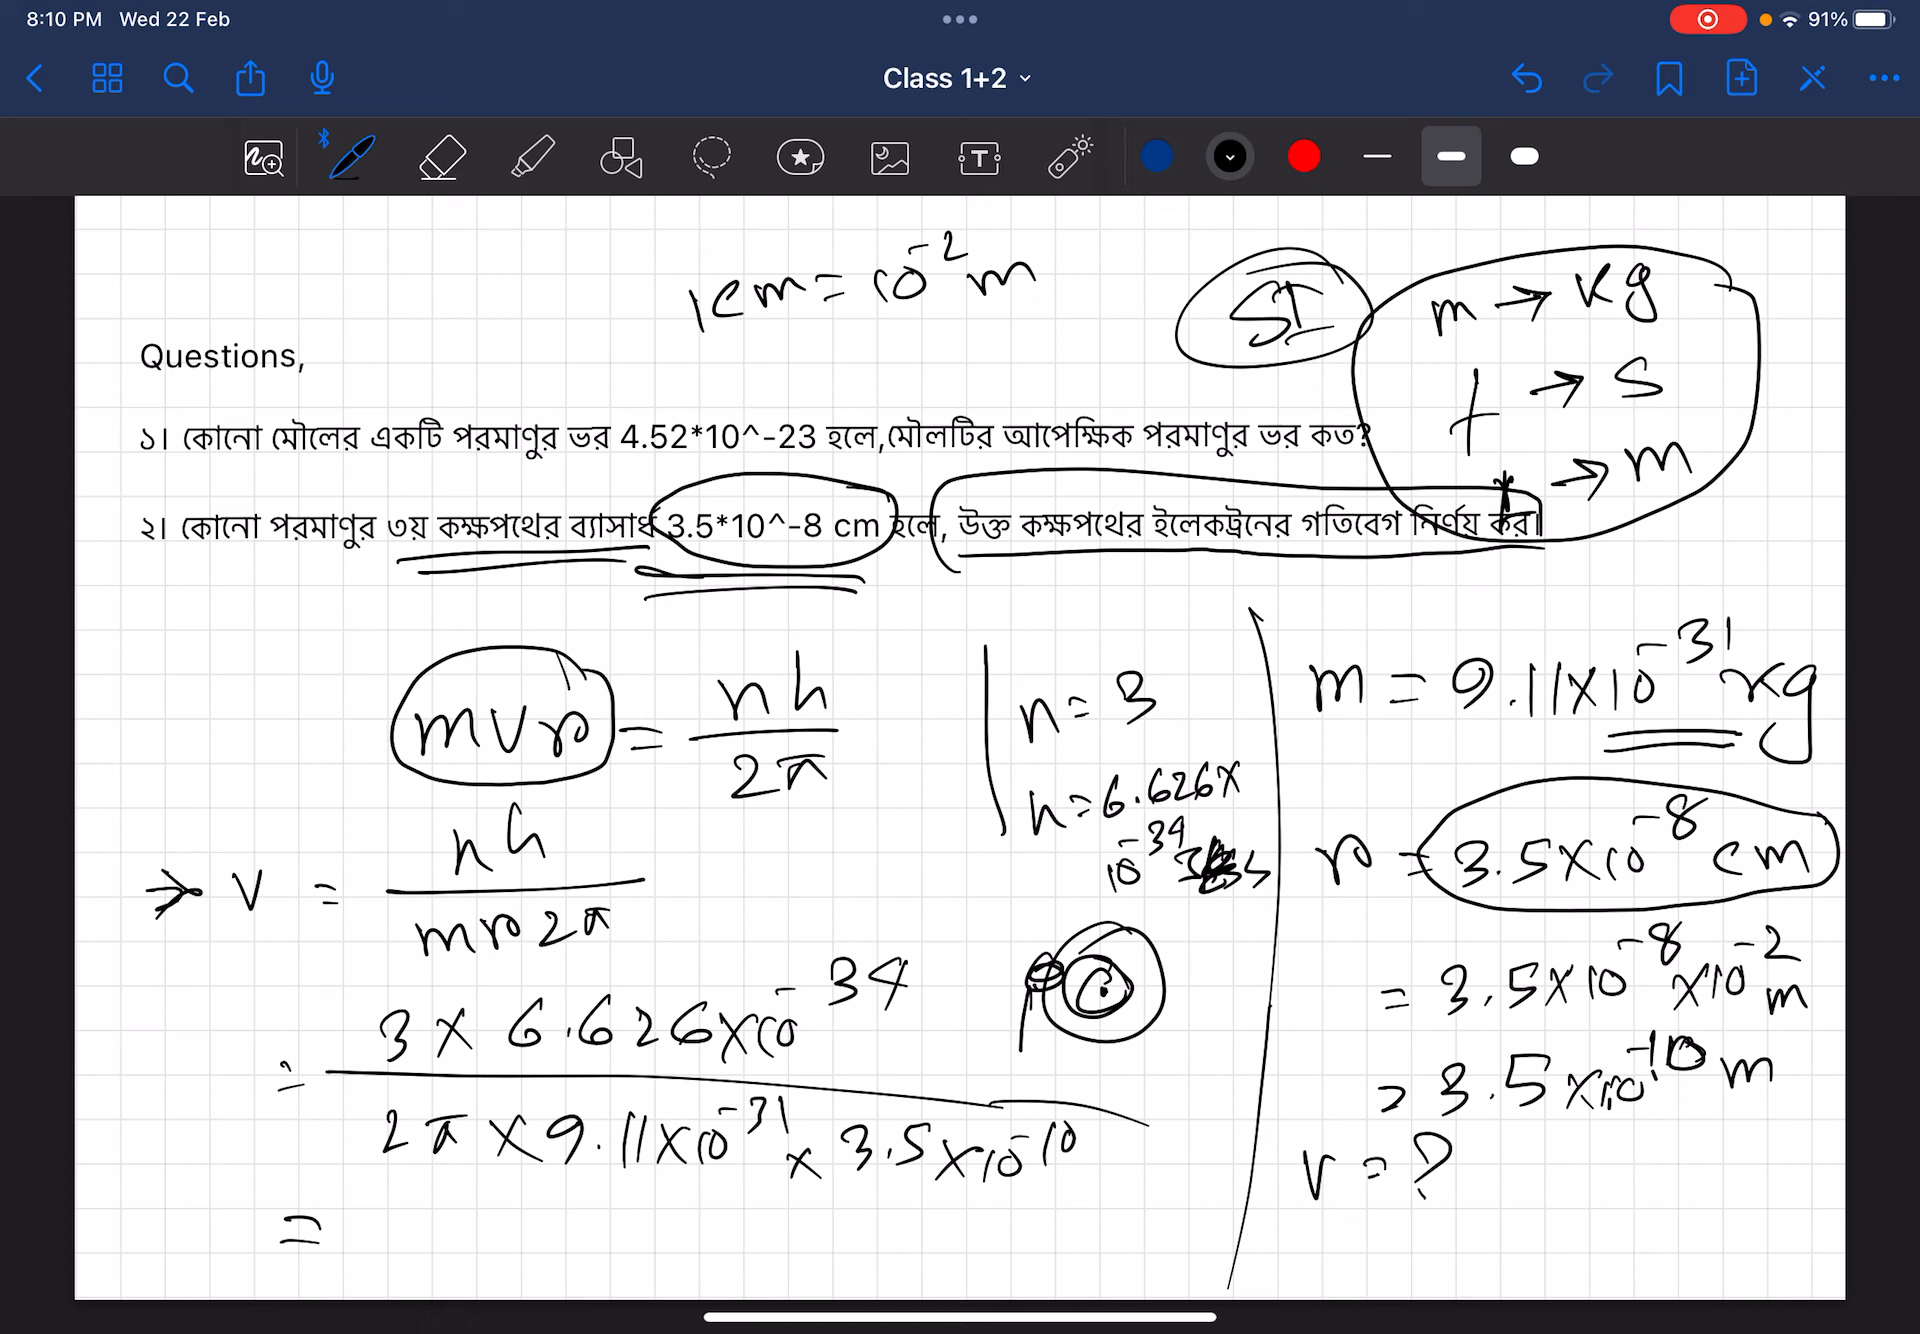 8:10 PM Wed 22 Feb
91%
Class 1+2
1cm = 10^-2 m
SI
m → kg
t → s
→ m
Questions,
১। কোনো মৌলের একটি পরমাণুর ভর 4.52*10^-23 হলে,মৌলটির আপেক্ষিক পরমাণুর ভর কত?
২। কোনো পরমাণুর ৩য় কক্ষপথের ব্যাসার্ধ 3.5*10^-8 cm হলে, উক্ত কক্ষপথের ইলেকট্রনের গতিবেগ নির্ণয় কর।
mvr = nh/2π
⇒ v = nh/mr2π
= 3 × 6.626×10^-34 / 2π × 9.11×10^-31 × 3.5×10^-10
=
n = 3
h = 6.626×
10^-34
m = 9.11×10^-31 kg
r = 3.5×10^-8 cm
= 3.5×10^-8 ×10^-2 m
= 3.5×10^-10 m
v = ?